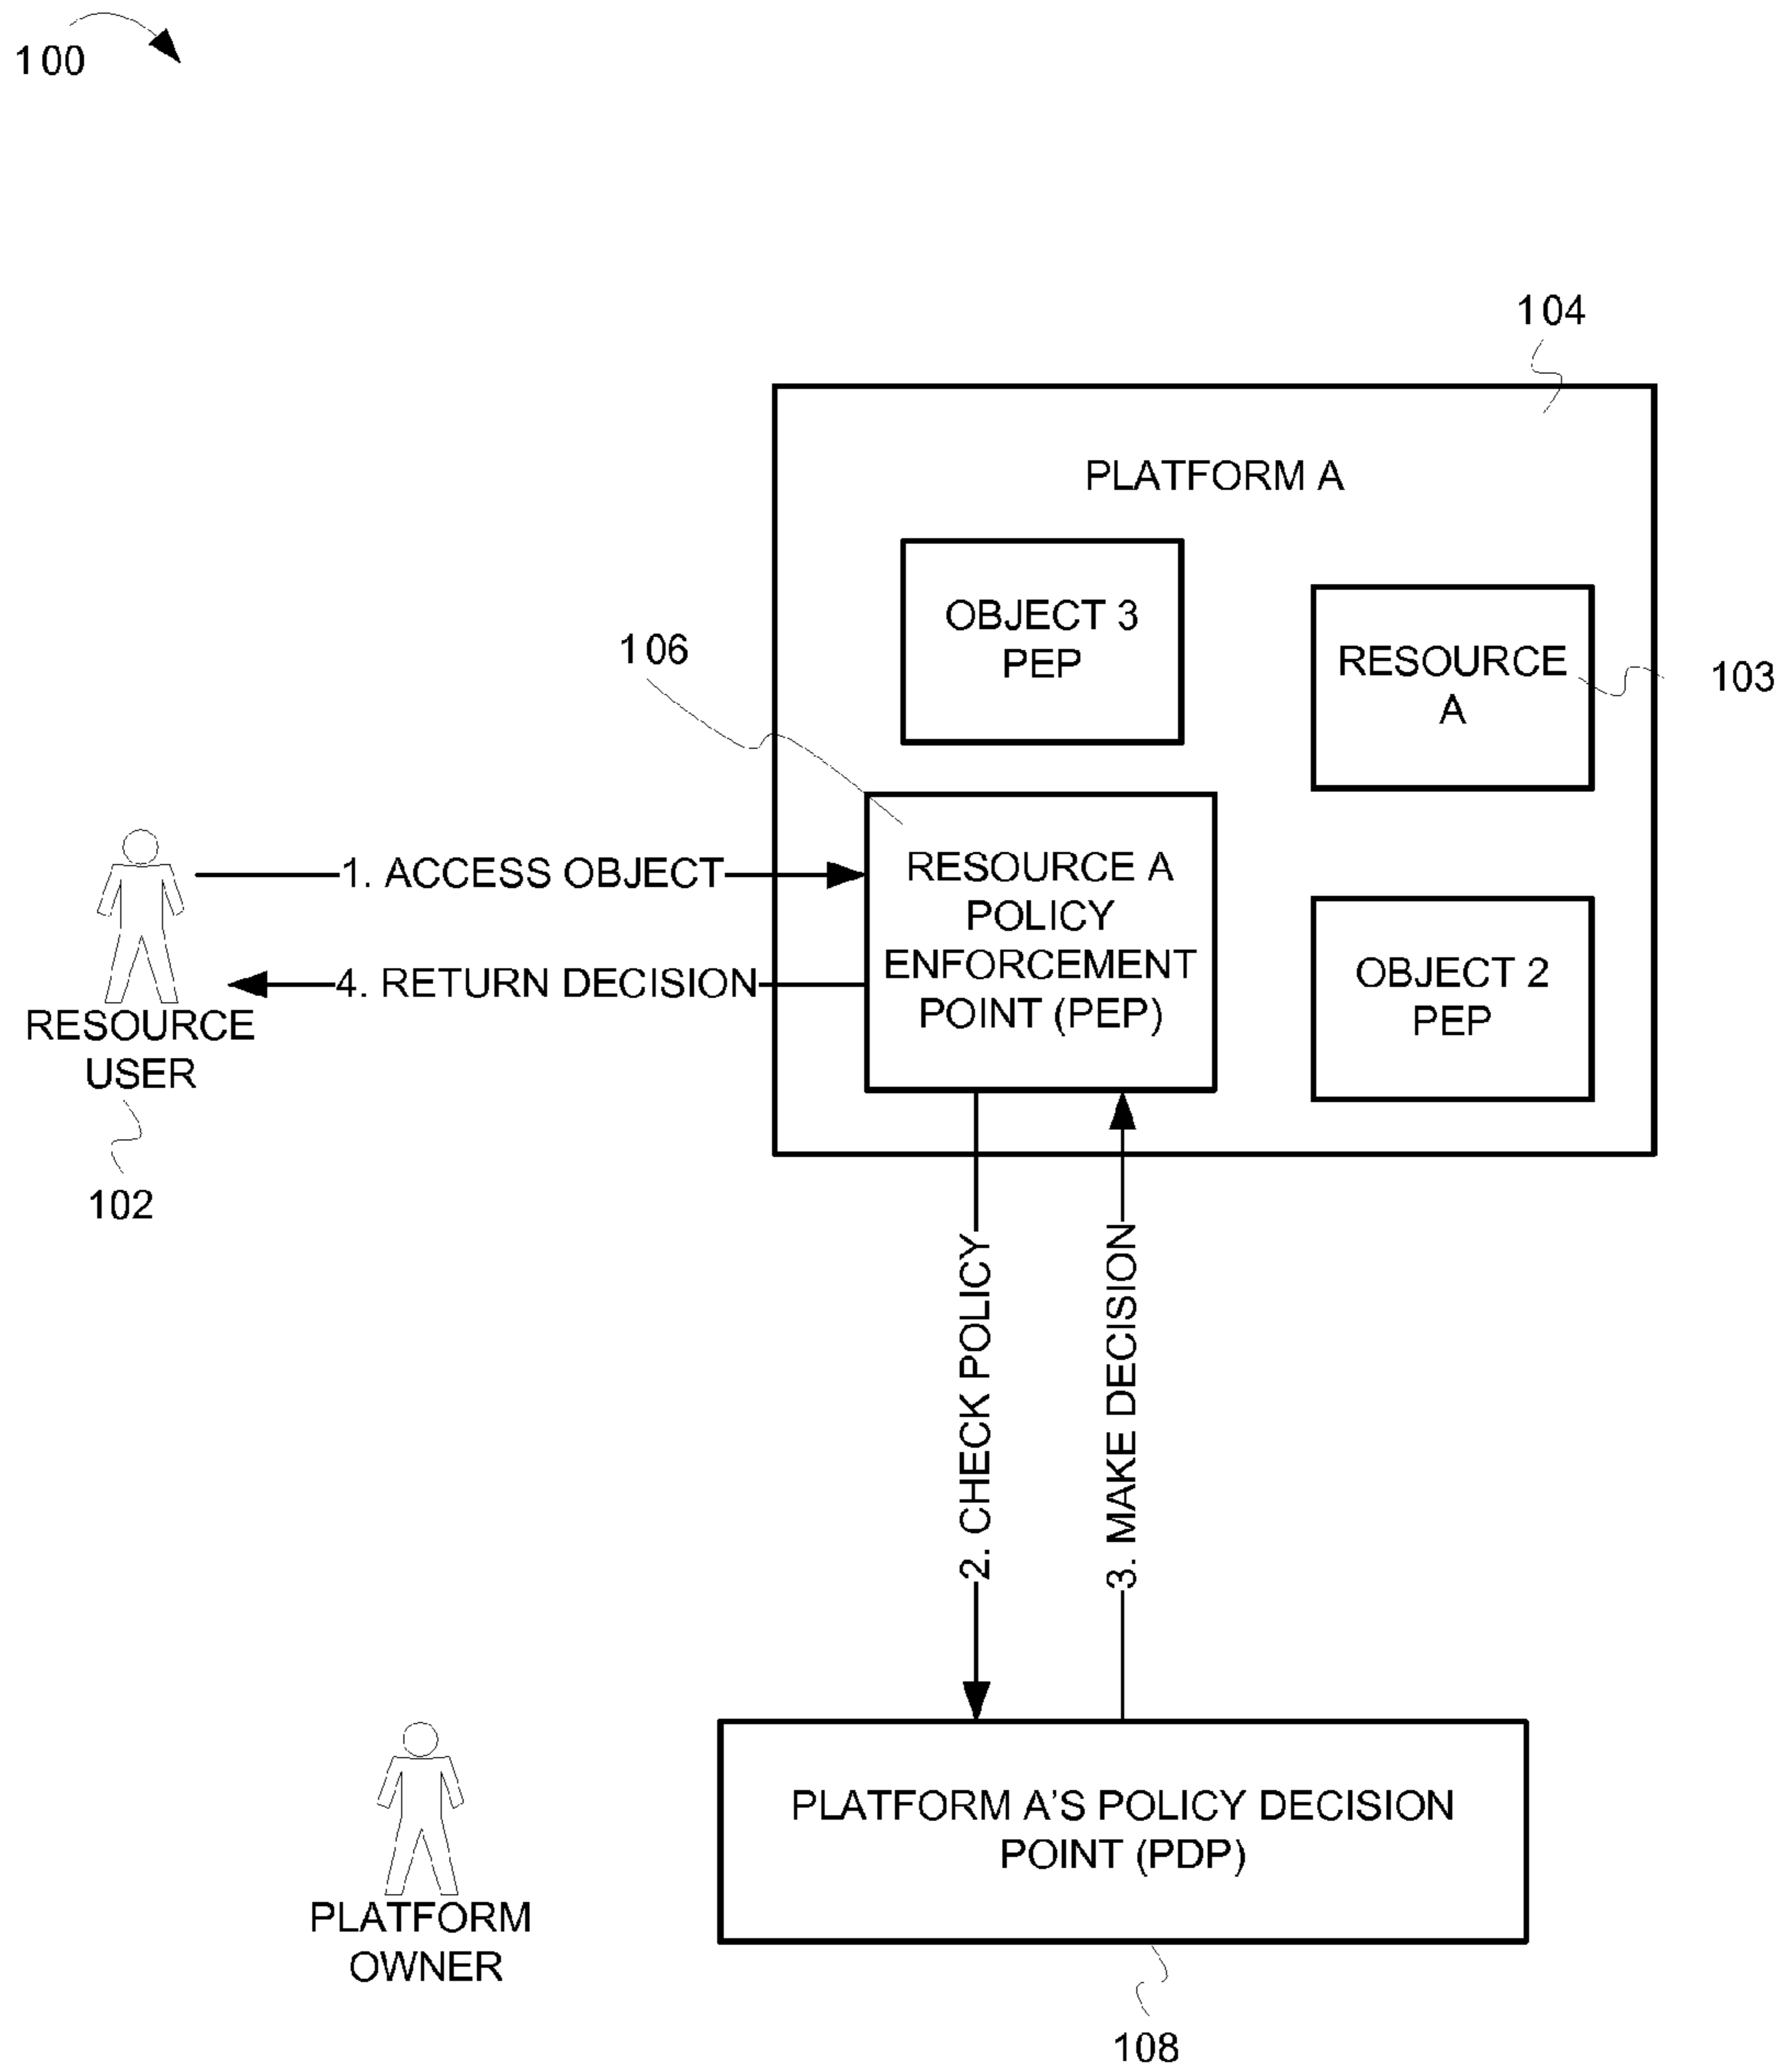 100
104
PLATFORM A
OBJECT 3
PEP
RESOURCE
A
103
106
RESOURCE A
POLICY
ENFORCEMENT
POINT (PEP)
OBJECT 2
PEP
1. ACCESS OBJECT
4. RETURN DECISION
RESOURCE
USER
102
2. CHECK POLICY
3. MAKE DECISION
PLATFORM A'S POLICY DECISION
POINT (PDP)
PLATFORM
OWNER
108